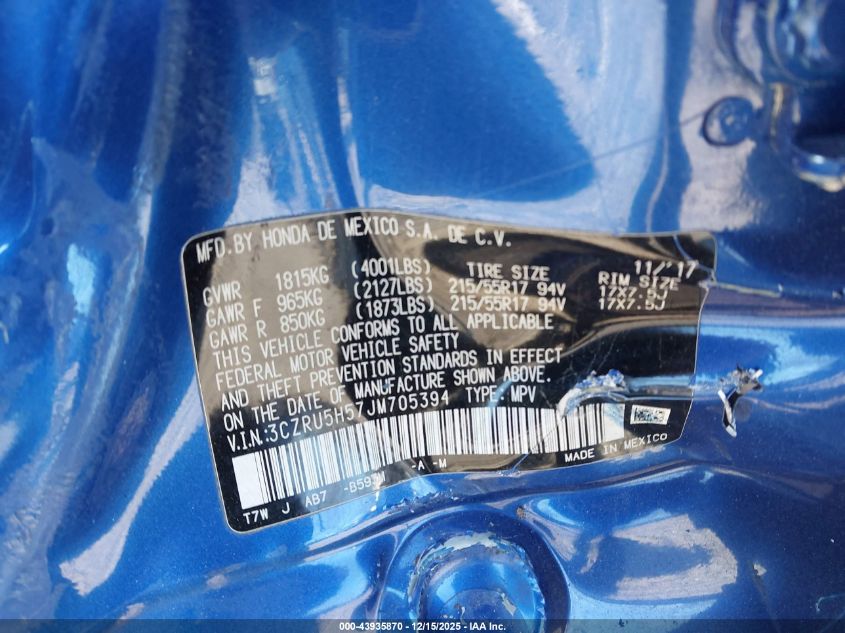 MFD. BY HONDA DE MEXICO S.A. DE C.V.
11/'17
GVWR 1815KG (4001LBS) TIRE SIZE RIM SIZE
GAWR F 965KG (2127LBS) 215/55R17 94V 17X7.5J
GAWR R 850KG (1873LBS) 215/55R17 94V 17X7.5J
THIS VEHICLE CONFORMS TO ALL APPLICABLE
FEDERAL MOTOR VEHICLE SAFETY
AND THEFT PREVENTION STANDARDS IN EFFECT
ON THE DATE OF MANUFACTURE SHOWN ABOVE.
V.IN:3CZRU5H57JM705394 TYPE: MPV
MADE IN MEXICO
T7W J AB7 -B593M -A -M
000-43935870 - 12/15/2025 - IAA Inc.